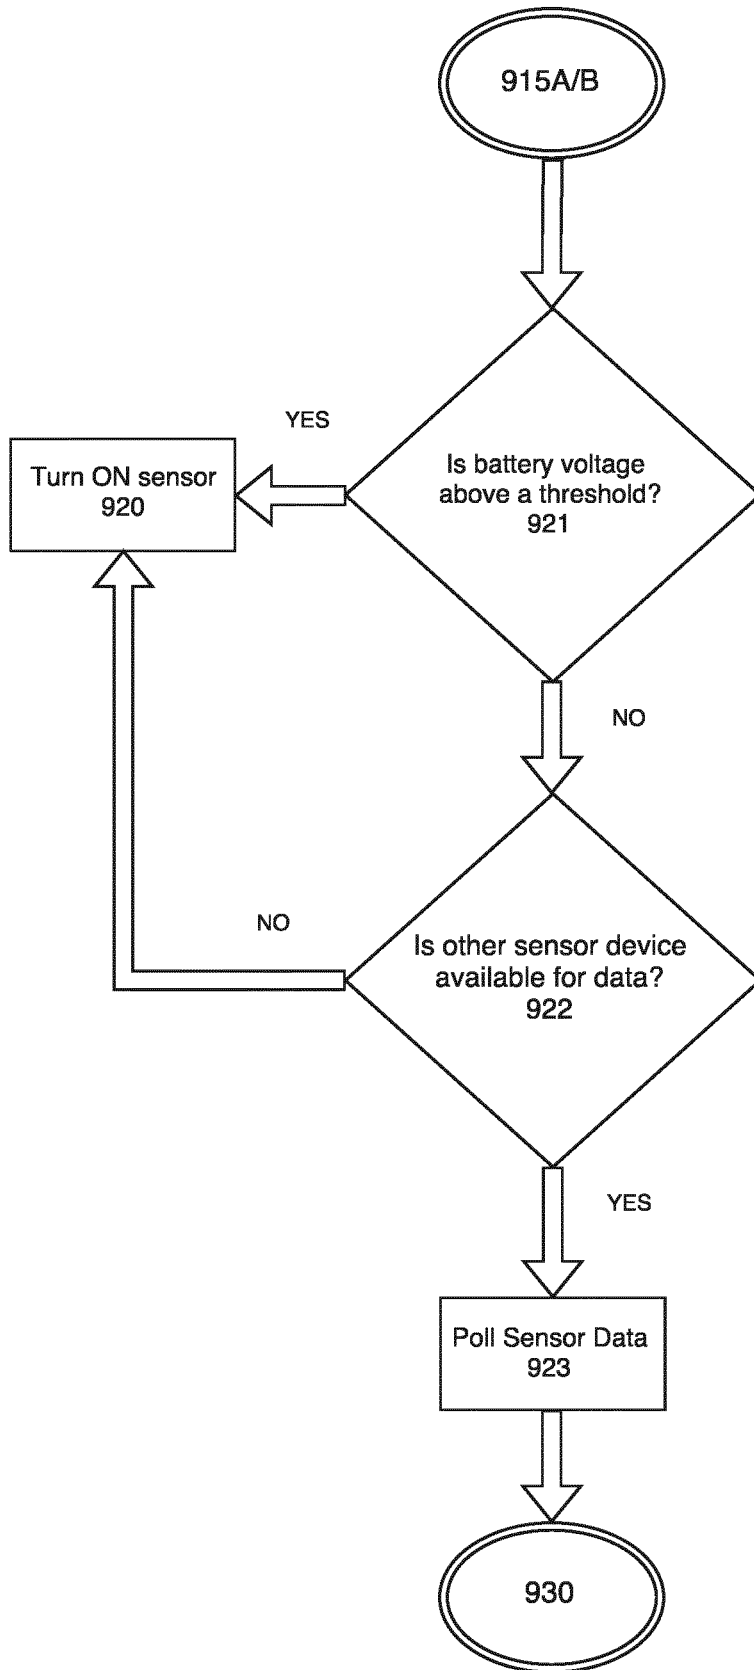 915A/B
YES
Is battery voltage
above a threshold?
921
Turn ON sensor
920
NO
NO
Is other sensor device
available for data?
922
YES
Poll Sensor Data
923
930